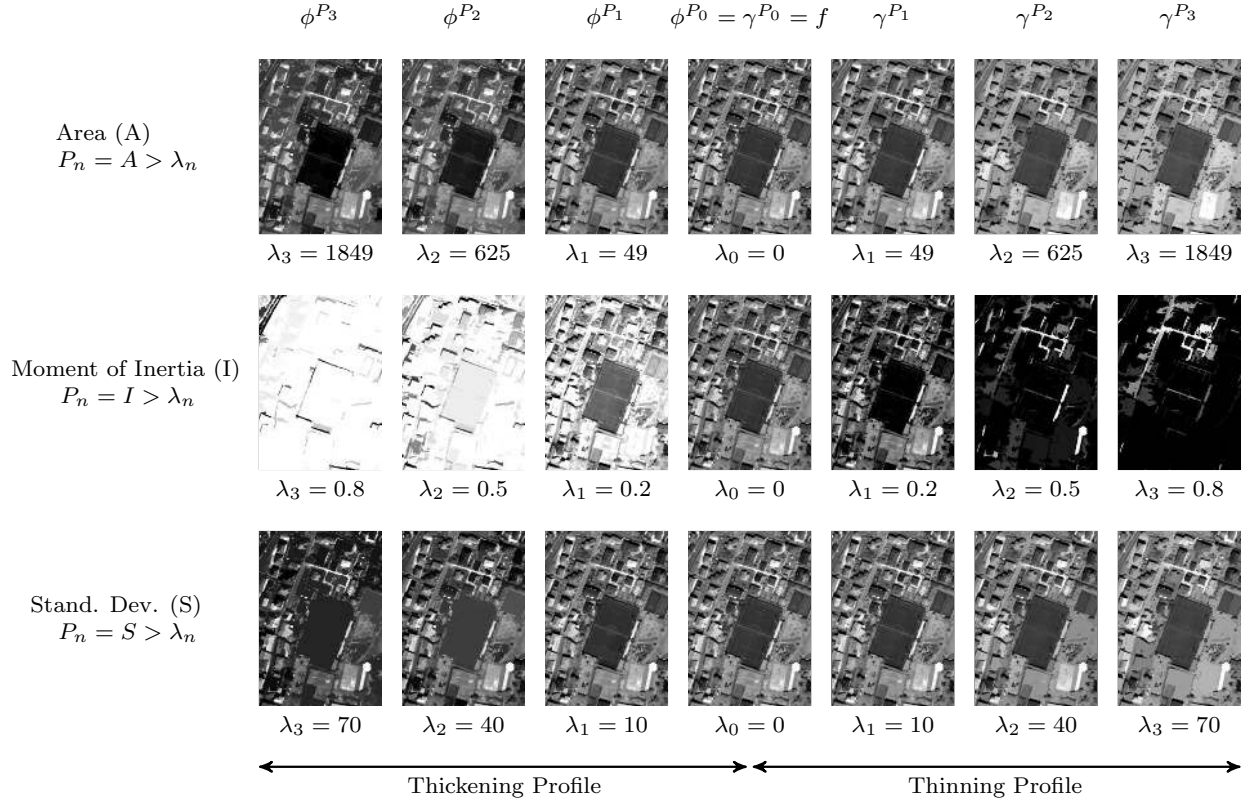 ϕ^{P_3} ϕ^{P_2} ϕ^{P_1} ϕ^{P_0} = γ^{P_0} = f γ^{P_1} γ^{P_2} γ^{P_3}
Area (A)
P_n = A > λ_n
λ_3 = 1849 λ_2 = 625 λ_1 = 49 λ_0 = 0 λ_1 = 49 λ_2 = 625 λ_3 = 1849
Moment of Inertia (I)
P_n = I > λ_n
λ_3 = 0.8 λ_2 = 0.5 λ_1 = 0.2 λ_0 = 0 λ_1 = 0.2 λ_2 = 0.5 λ_3 = 0.8
Stand. Dev. (S)
P_n = S > λ_n
λ_3 = 70 λ_2 = 40 λ_1 = 10 λ_0 = 0 λ_1 = 10 λ_2 = 40 λ_3 = 70
Thickening Profile Thinning Profile